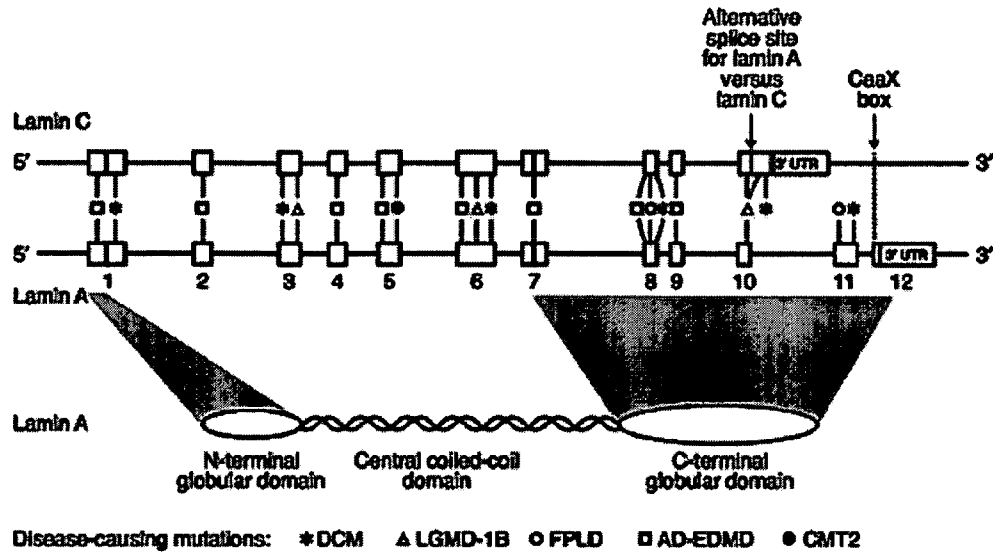 Alternative
splice site
for lamin A
versus
lamin C
CaaX
box
Lamin C
5′ 3′ UTR 3′
5′ 3′ UTR 3′
1 2 3 4 5 6 7 8 9 10 11 12
Lamin A
Lamin A
N-terminal
globular domain
Central coiled-coil
domain
C-terminal
globular domain
Disease-causing mutations: * DCM △ LGMD-1B ○ FPLD □ AD-EDMD ● CMT2